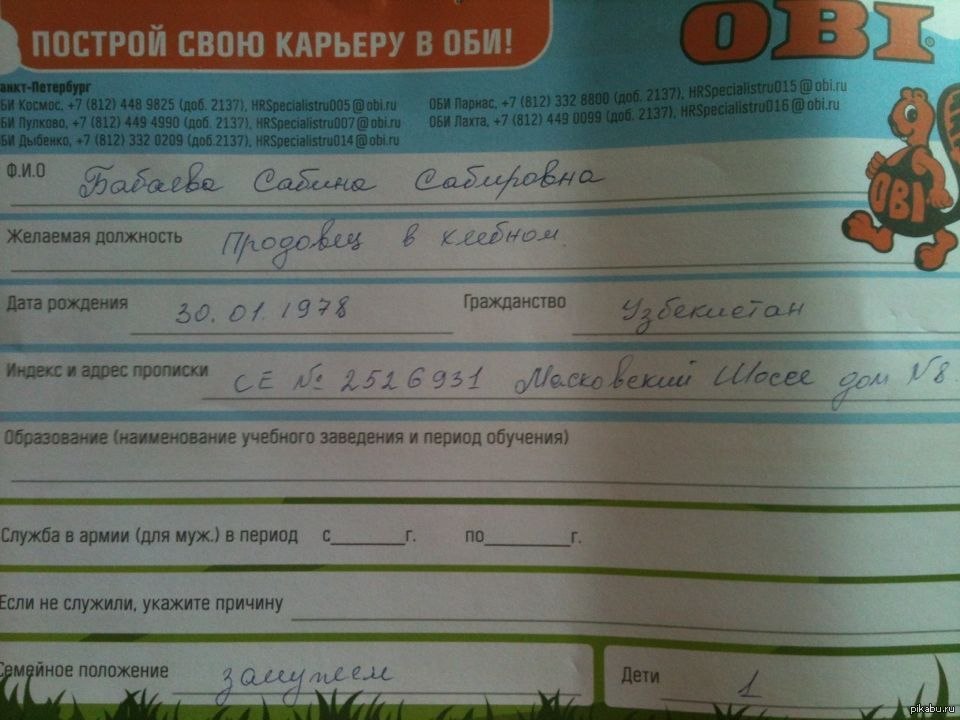 ПОСТРОЙ СВОЮ КАРЬЕРУ В ОБИ!
OBI®
анкт-Петербург
БИ Космос, +7 (812) 448 9825 (доб. 2137), HRSpecialistru005@obi.ru
БИ Пулково, +7 (812) 449 4990 (доб. 2137), HRSpecialistru007@obi.ru
БИ Дыбенко, +7 (812) 332 0209 (доб.2137), HRSpecialistru014@obi.ru
ОБИ Парнас, +7 (812) 332 8800 (доб. 2137), HRSpecialistru015@obi.ru
ОБИ Лахта, +7 (812) 449 0099 (доб. 2137), HRSpecialistru016@obi.ru
OBI
Ф.И.О Бабаева Сабина Сабировна
Желаемая должность Продовец в хлебном
Дата рождения 30.01.1978 Гражданство Узбекистан
Индекс и адрес прописки СЕ № 2526931 Масковский Шоссе дом №8
Образование (наименование учебного заведения и период обучения)
Служба в армии (для муж.) в период с______г. по______г.
Если не служили, укажите причину
Семейное положение замужем Дети 1
pikabu.ru